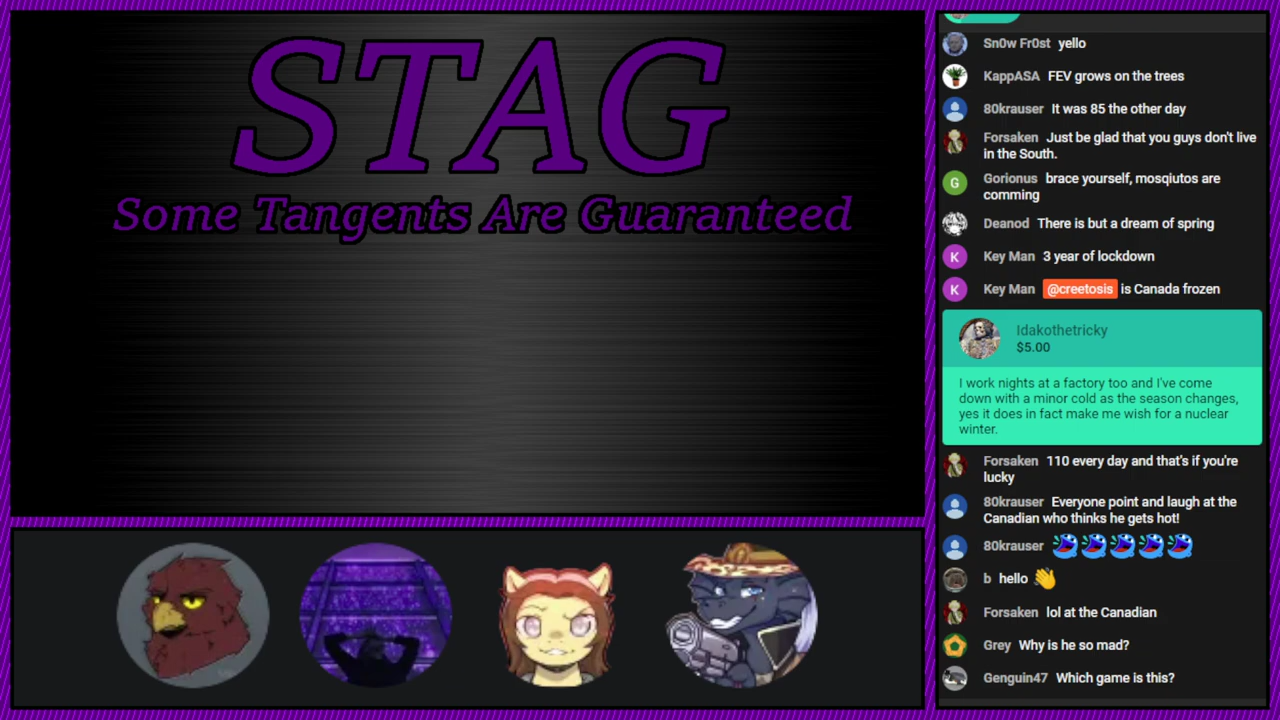 STAG
Some Tangents Are Guaranteed
Sn0w Fr0st yello
KappASA FEV grows on the trees
80krauser It was 85 the other day
Forsaken Just be glad that you guys don't live
in the South.
G
Gorionus brace yourself, mosqiutos are
comming
Deanod There is but a dream of spring
K
Key Man 3 year of lockdown
K
Key Man @creetosis is Canada frozen
Idakothetricky
$5.00
I work nights at a factory too and I've come
down with a minor cold as the season changes,
yes it does in fact make me wish for a nuclear
winter.
Forsaken 110 every day and that's if you're
lucky
80krauser Everyone point and laugh at the
Canadian who thinks he gets hot!
80krauser
b hello
Forsaken lol at the Canadian
Grey Why is he so mad?
Genguin47 Which game is this?